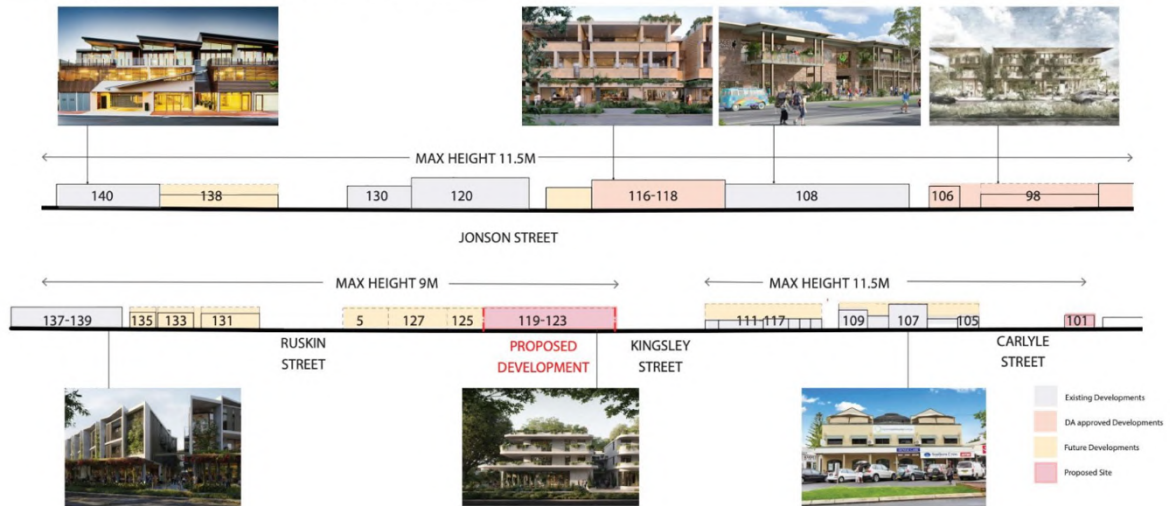 MAX HEIGHT 11.5M
140
138
130
120
116-118
108
106
98
JONSON STREET
MAX HEIGHT 9M
MAX HEIGHT 11.5M
137-139
135
133
131
5
127
125
119-123
111
117
109
107
105
101
RUSKIN
STREET
PROPOSED
DEVELOPMENT
KINGSLEY
STREET
CARLYLE
STREET
Existing Developments
DA approved Developments
Future Developments
Proposed Site